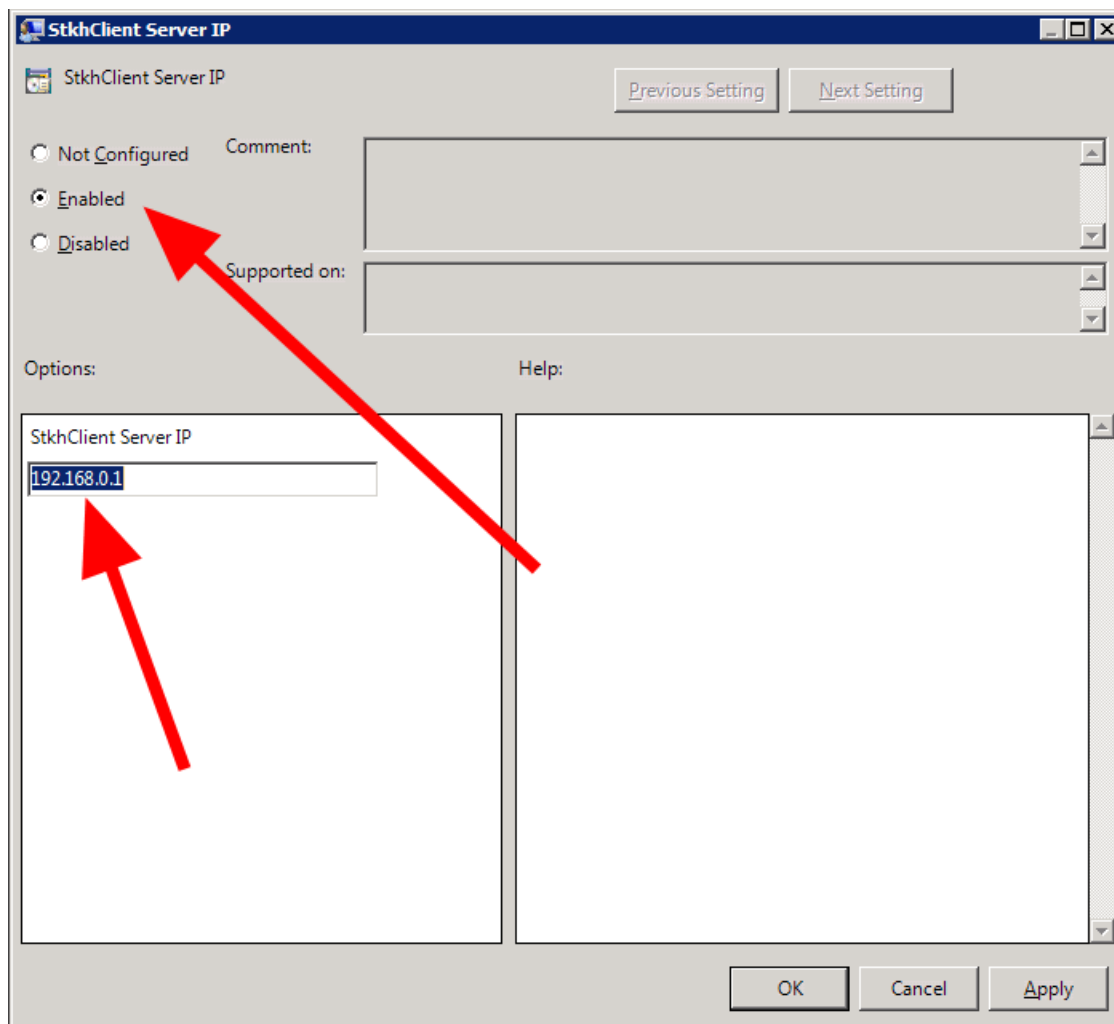 StkhClient Server IP
StkhClient Server IP
Previous Setting
Next Setting
Not Configured
Comment:
Enabled
Disabled
Supported on:
Options:
Help:
StkhClient Server IP
192.168.0.1
OK
Cancel
Apply